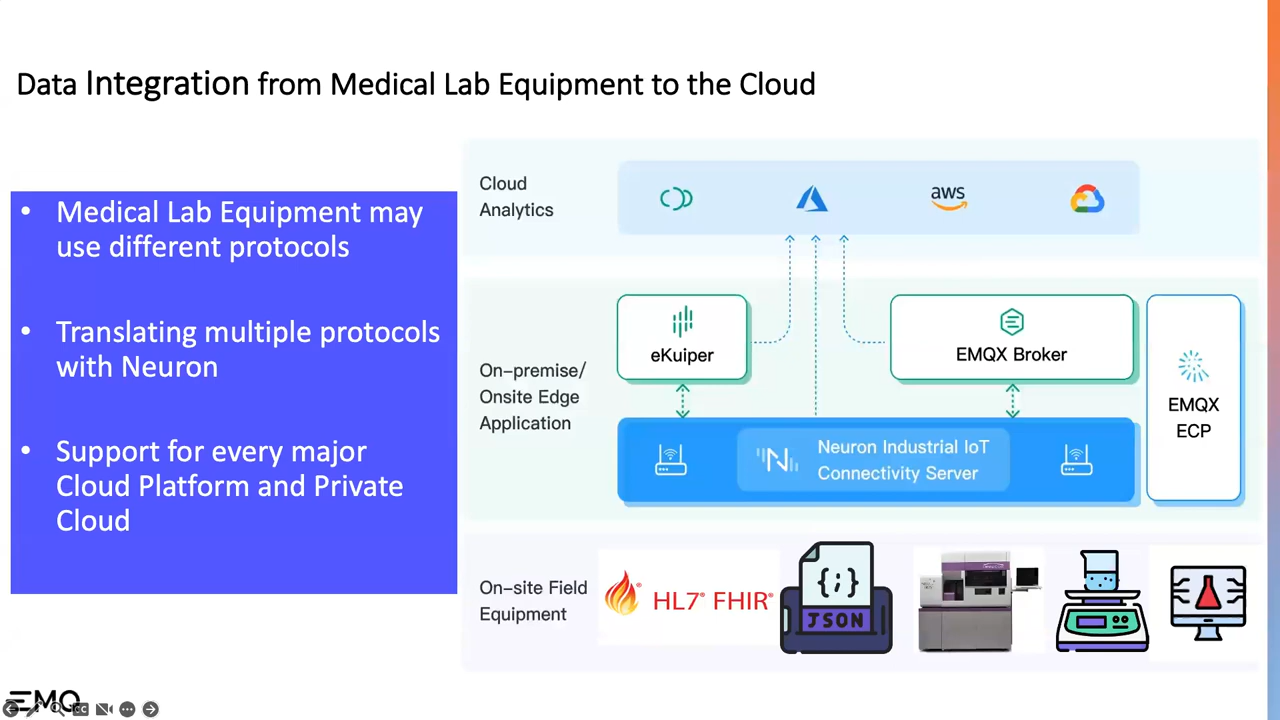 Data Integration from Medical Lab Equipment to the Cloud
• Medical Lab Equipment may
use different protocols
• Translating multiple protocols
with Neuron
• Support for every major
Cloud Platform and Private
Cloud
Cloud
Analytics
aws
On-premise/
Onsite Edge
Application
eKuiper
EMQX Broker
EMQX
ECP
Neuron Industrial IoT
Connectivity Server
On-site Field
Equipment
HL7® FHIR®
{;}
JSON
EMQ
CC